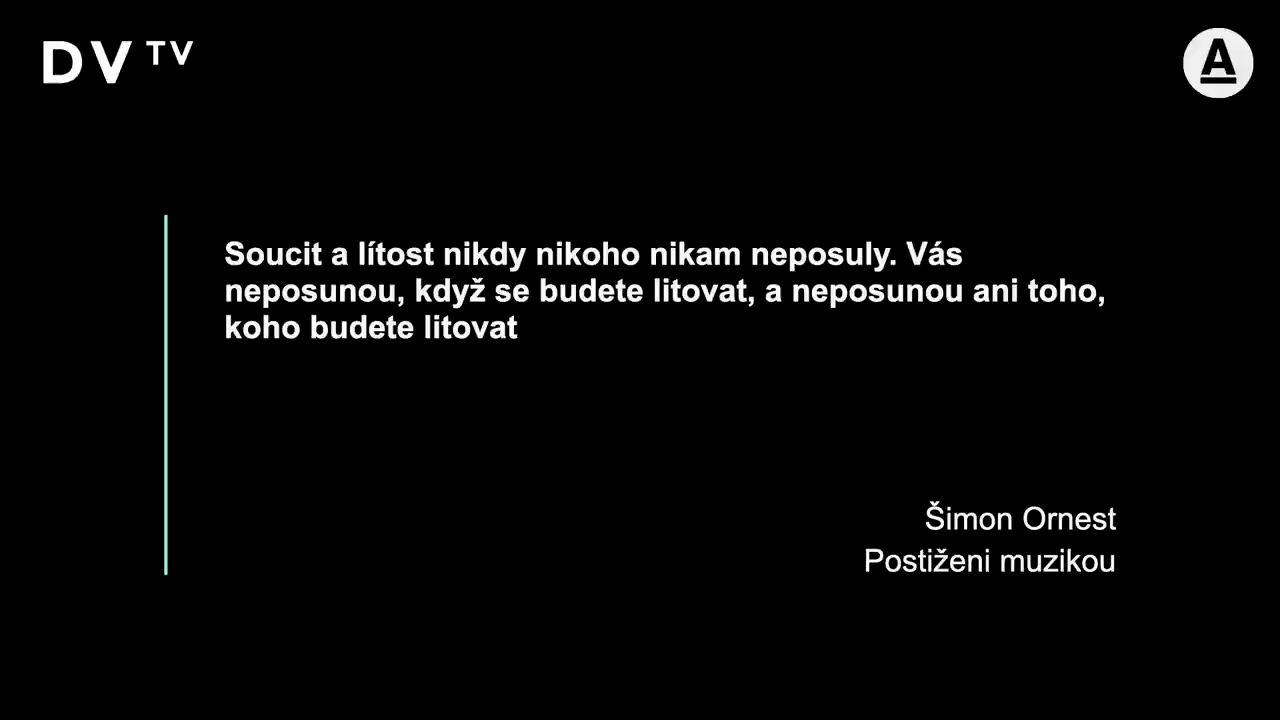 DV TV
A
Soucit a lítost nikdy nikoho nikam neposuly. Vás
neposunou, když se budete litovat, a neposunou ani toho,
koho budete litovat
Šimon Ornest
Postiženi muzikou